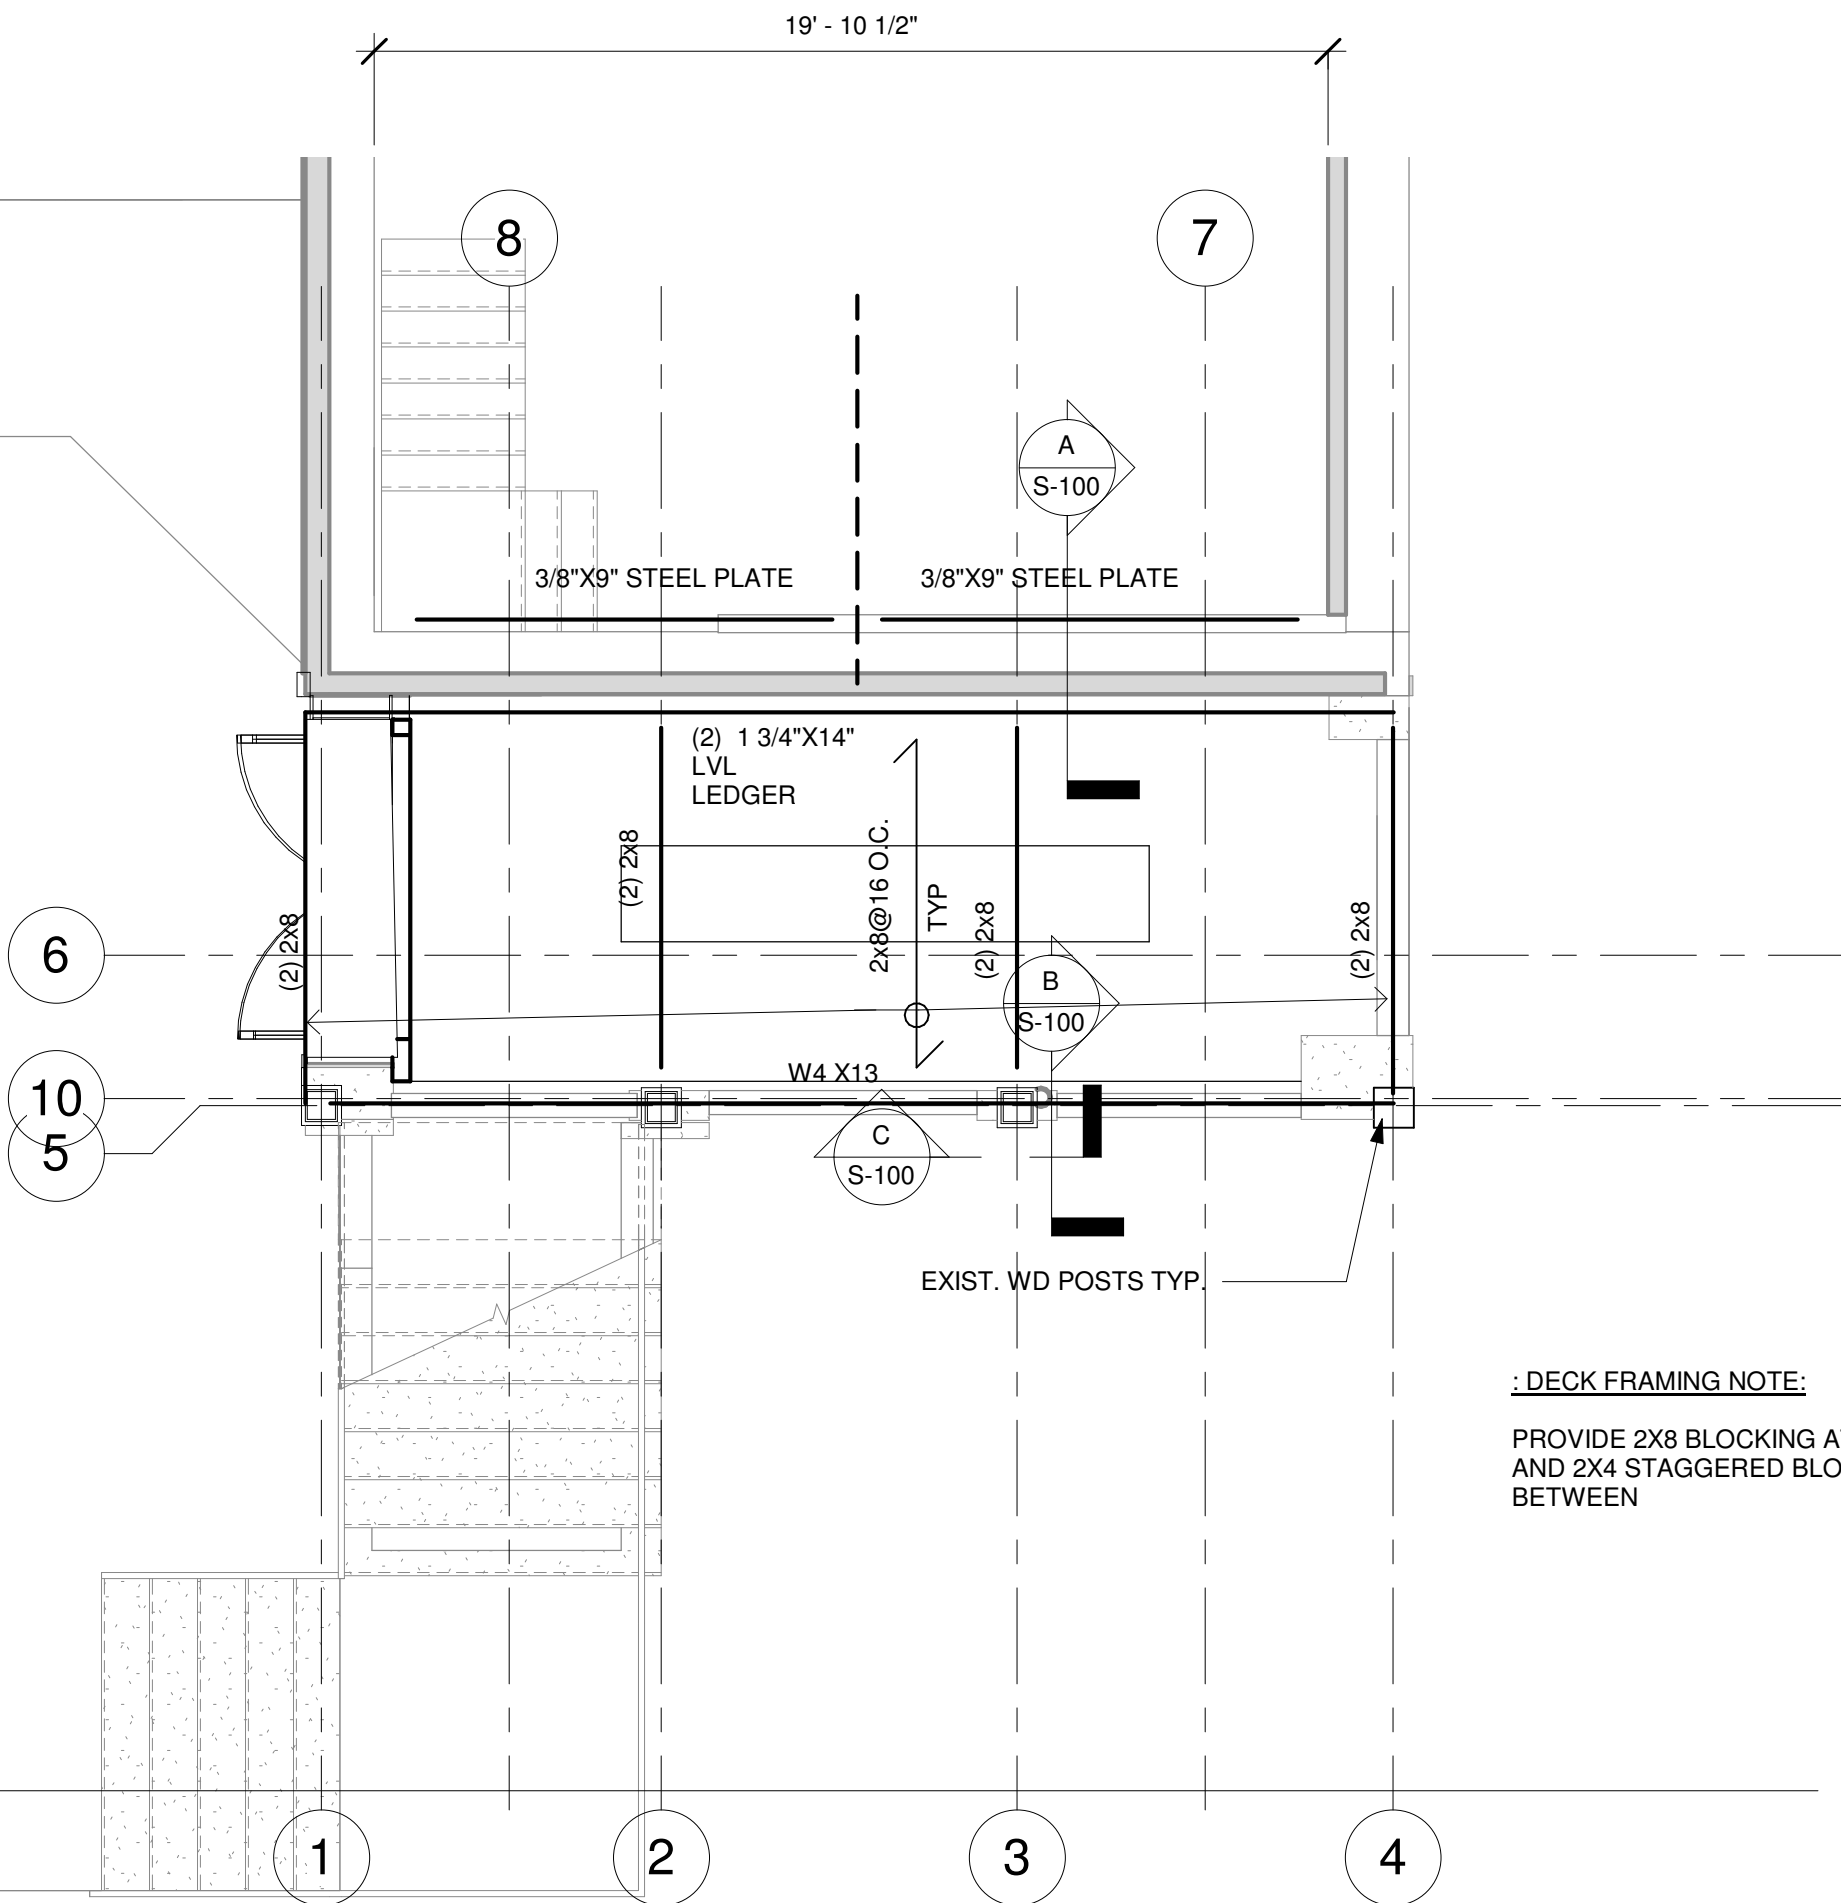 19' - 10 1/2"
8
7
A
S-100
3/8"X9" STEEL PLATE
3/8"X9" STEEL PLATE
(2) 1 3/4"X14"
LVL
LEDGER
(2) 2x8
2x8@16 O.C.
TYP
(2) 2x8
(2) 2x8
(2) 2x8
6
B
S-100
W4 X13
10
5
C
S-100
EXIST. WD POSTS TYP.
: DECK FRAMING NOTE:
PROVIDE 2X8 BLOCKING
AND 2X4 STAGGERED
BETWEEN
1
2
3
4